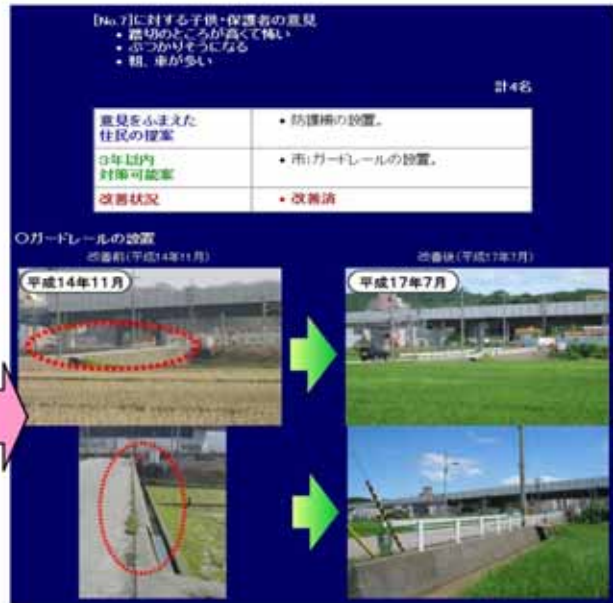 [No.7]に対する子供・保護者の意見
• 踏切のところが高くて怖い
• ぶつかりそうになる
• 朝、車が多い
計4名
意見をふまえた
住民の提案
• 防護柵の設置。
3年以内
対策可能案
• 市:ガードレールの設置。
改善状況
• 改善済
○ガードレールの設置
改善前(平成14年11月)
改善後(平成17年7月)
平成14年11月
平成17年7月